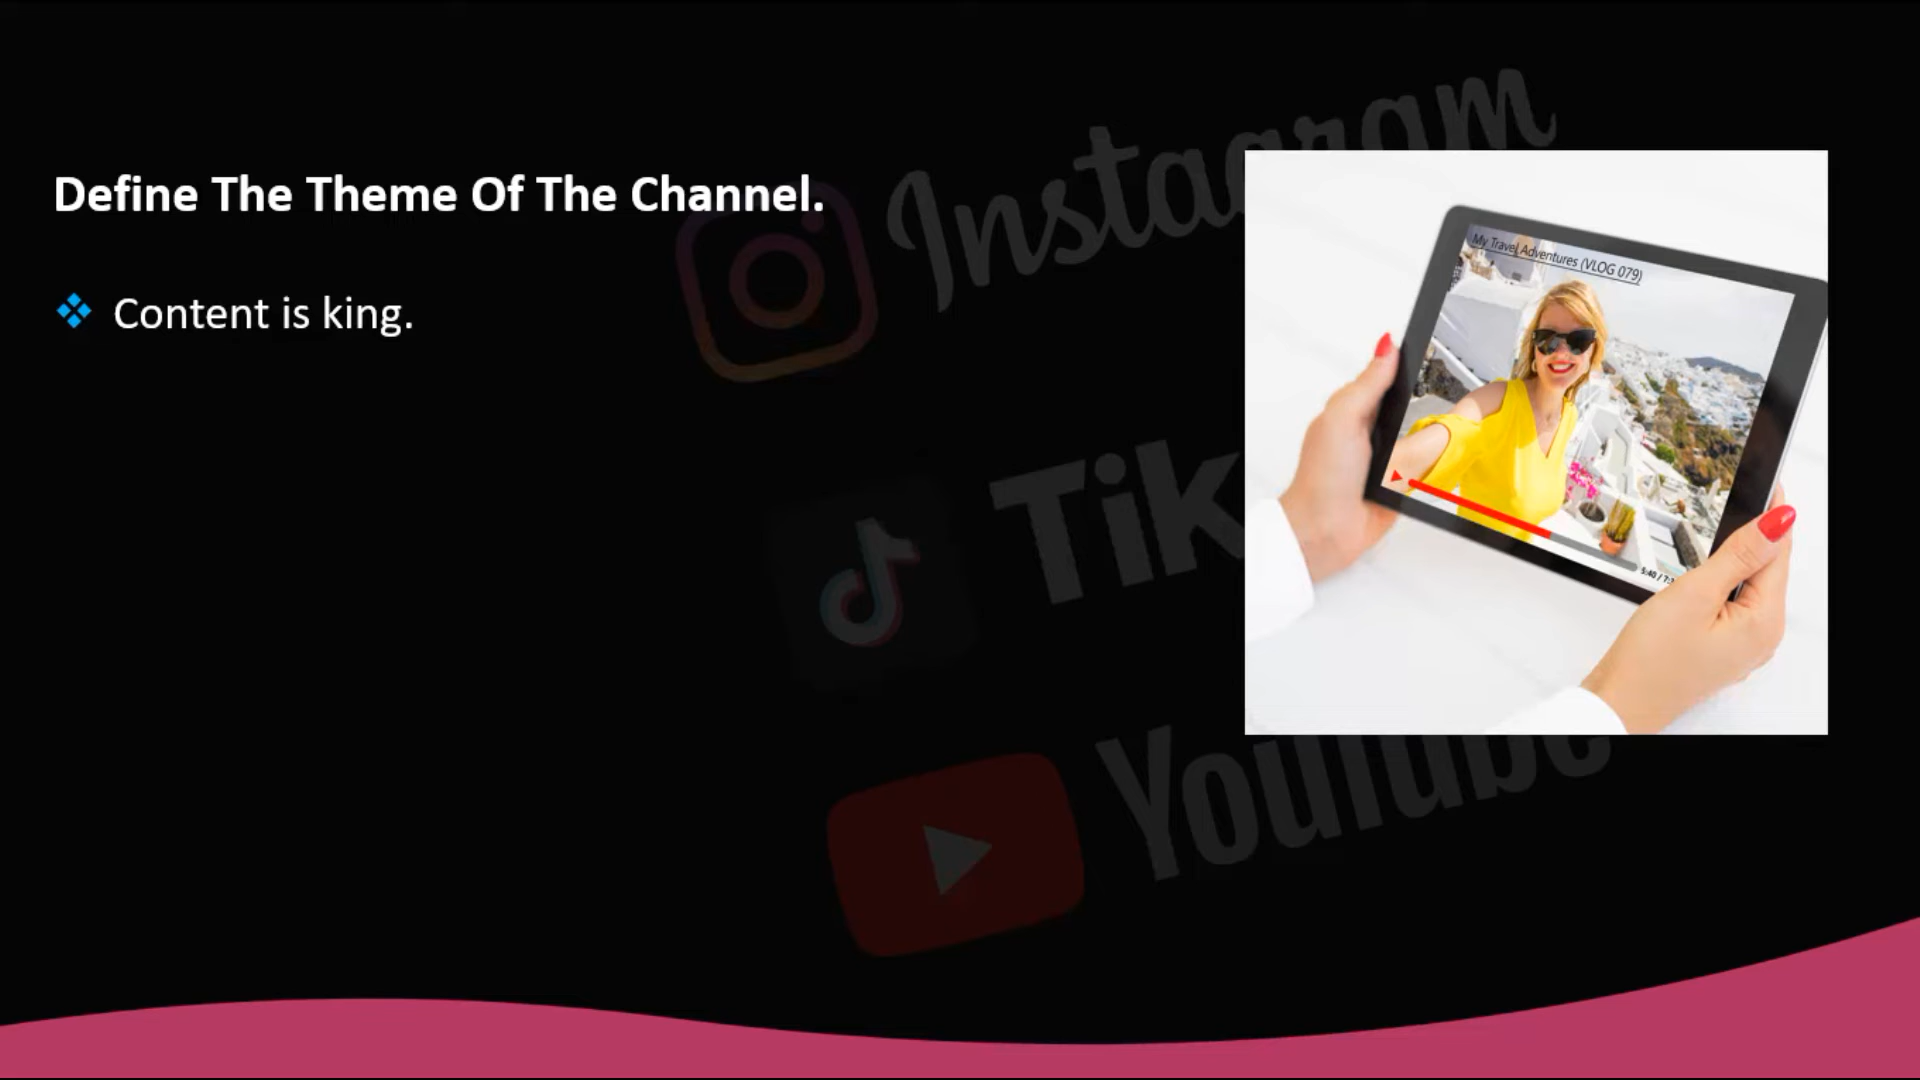 Define The Theme Of The Channel.
Content is king.
Instagram
My Travel Adventures (VLOG 079)
Tik
YouTube